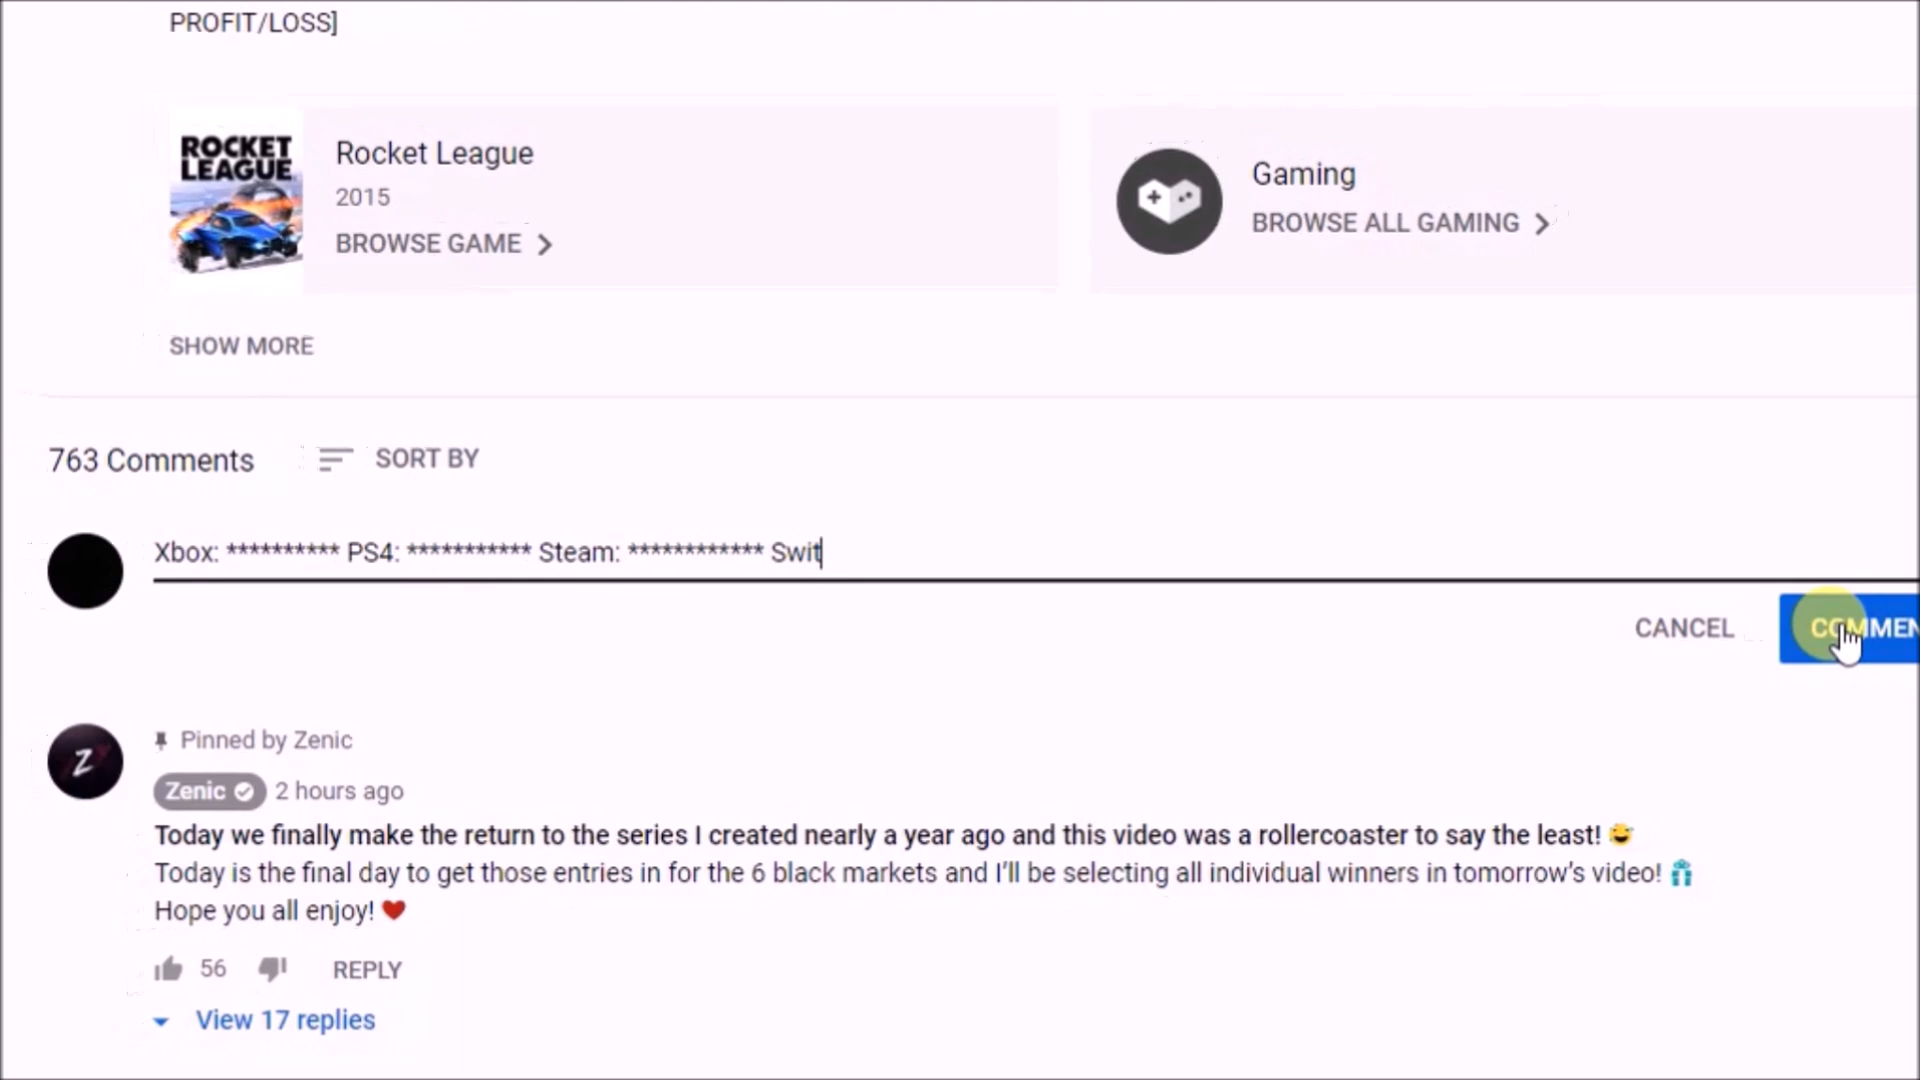 PROFIT/LOSS]
ROCKET
LEAGUE
Rocket League
2015
BROWSE GAME
Gaming
BROWSE ALL GAMING
SHOW MORE
763 Comments
SORT BY
Xbox: ********** PS4: *********** Steam: ************ Swit
CANCEL
COMMEN
Z
Pinned by Zenic
Zenic 2 hours ago
Today we finally make the return to the series I created nearly a year ago and this video was a rollercoaster to say the least! 😅
Today is the final day to get those entries in for the 6 black markets and I’ll be selecting all individual winners in tomorrow’s video! 🎁
Hope you all enjoy! ❤️
56 REPLY
View 17 replies